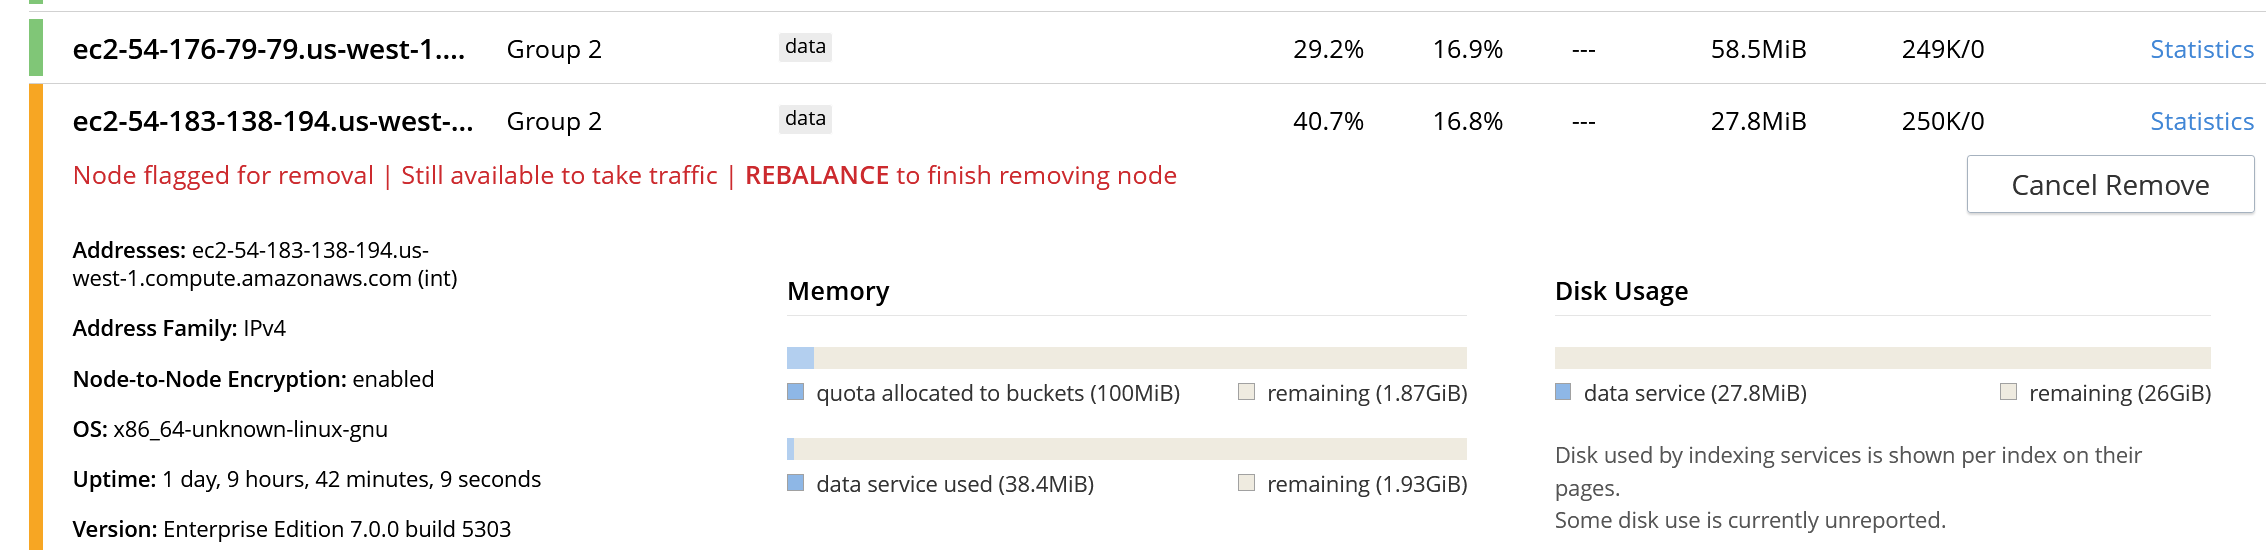 ec2-54-176-79-79.us-west-1.... Group 2 data 29.2% 16.9% --- 58.5MiB 249K/0 Statistics
ec2-54-183-138-194.us-west-... Group 2 data 40.7% 16.8% --- 27.8MiB 250K/0 Statistics
Node flagged for removal | Still available to take traffic | REBALANCE to finish removing node
Cancel Remove
Addresses: ec2-54-183-138-194.us-
west-1.compute.amazonaws.com (int)
Address Family: IPv4
Node-to-Node Encryption: enabled
OS: x86_64-unknown-linux-gnu
Uptime: 1 day, 9 hours, 42 minutes, 9 seconds
Version: Enterprise Edition 7.0.0 build 5303
Memory
quota allocated to buckets (100MiB) remaining (1.87GiB)
data service used (38.4MiB) remaining (1.93GiB)
Disk Usage
data service (27.8MiB) remaining (26GiB)
Disk used by indexing services is shown per index on their
pages.
Some disk use is currently unreported.